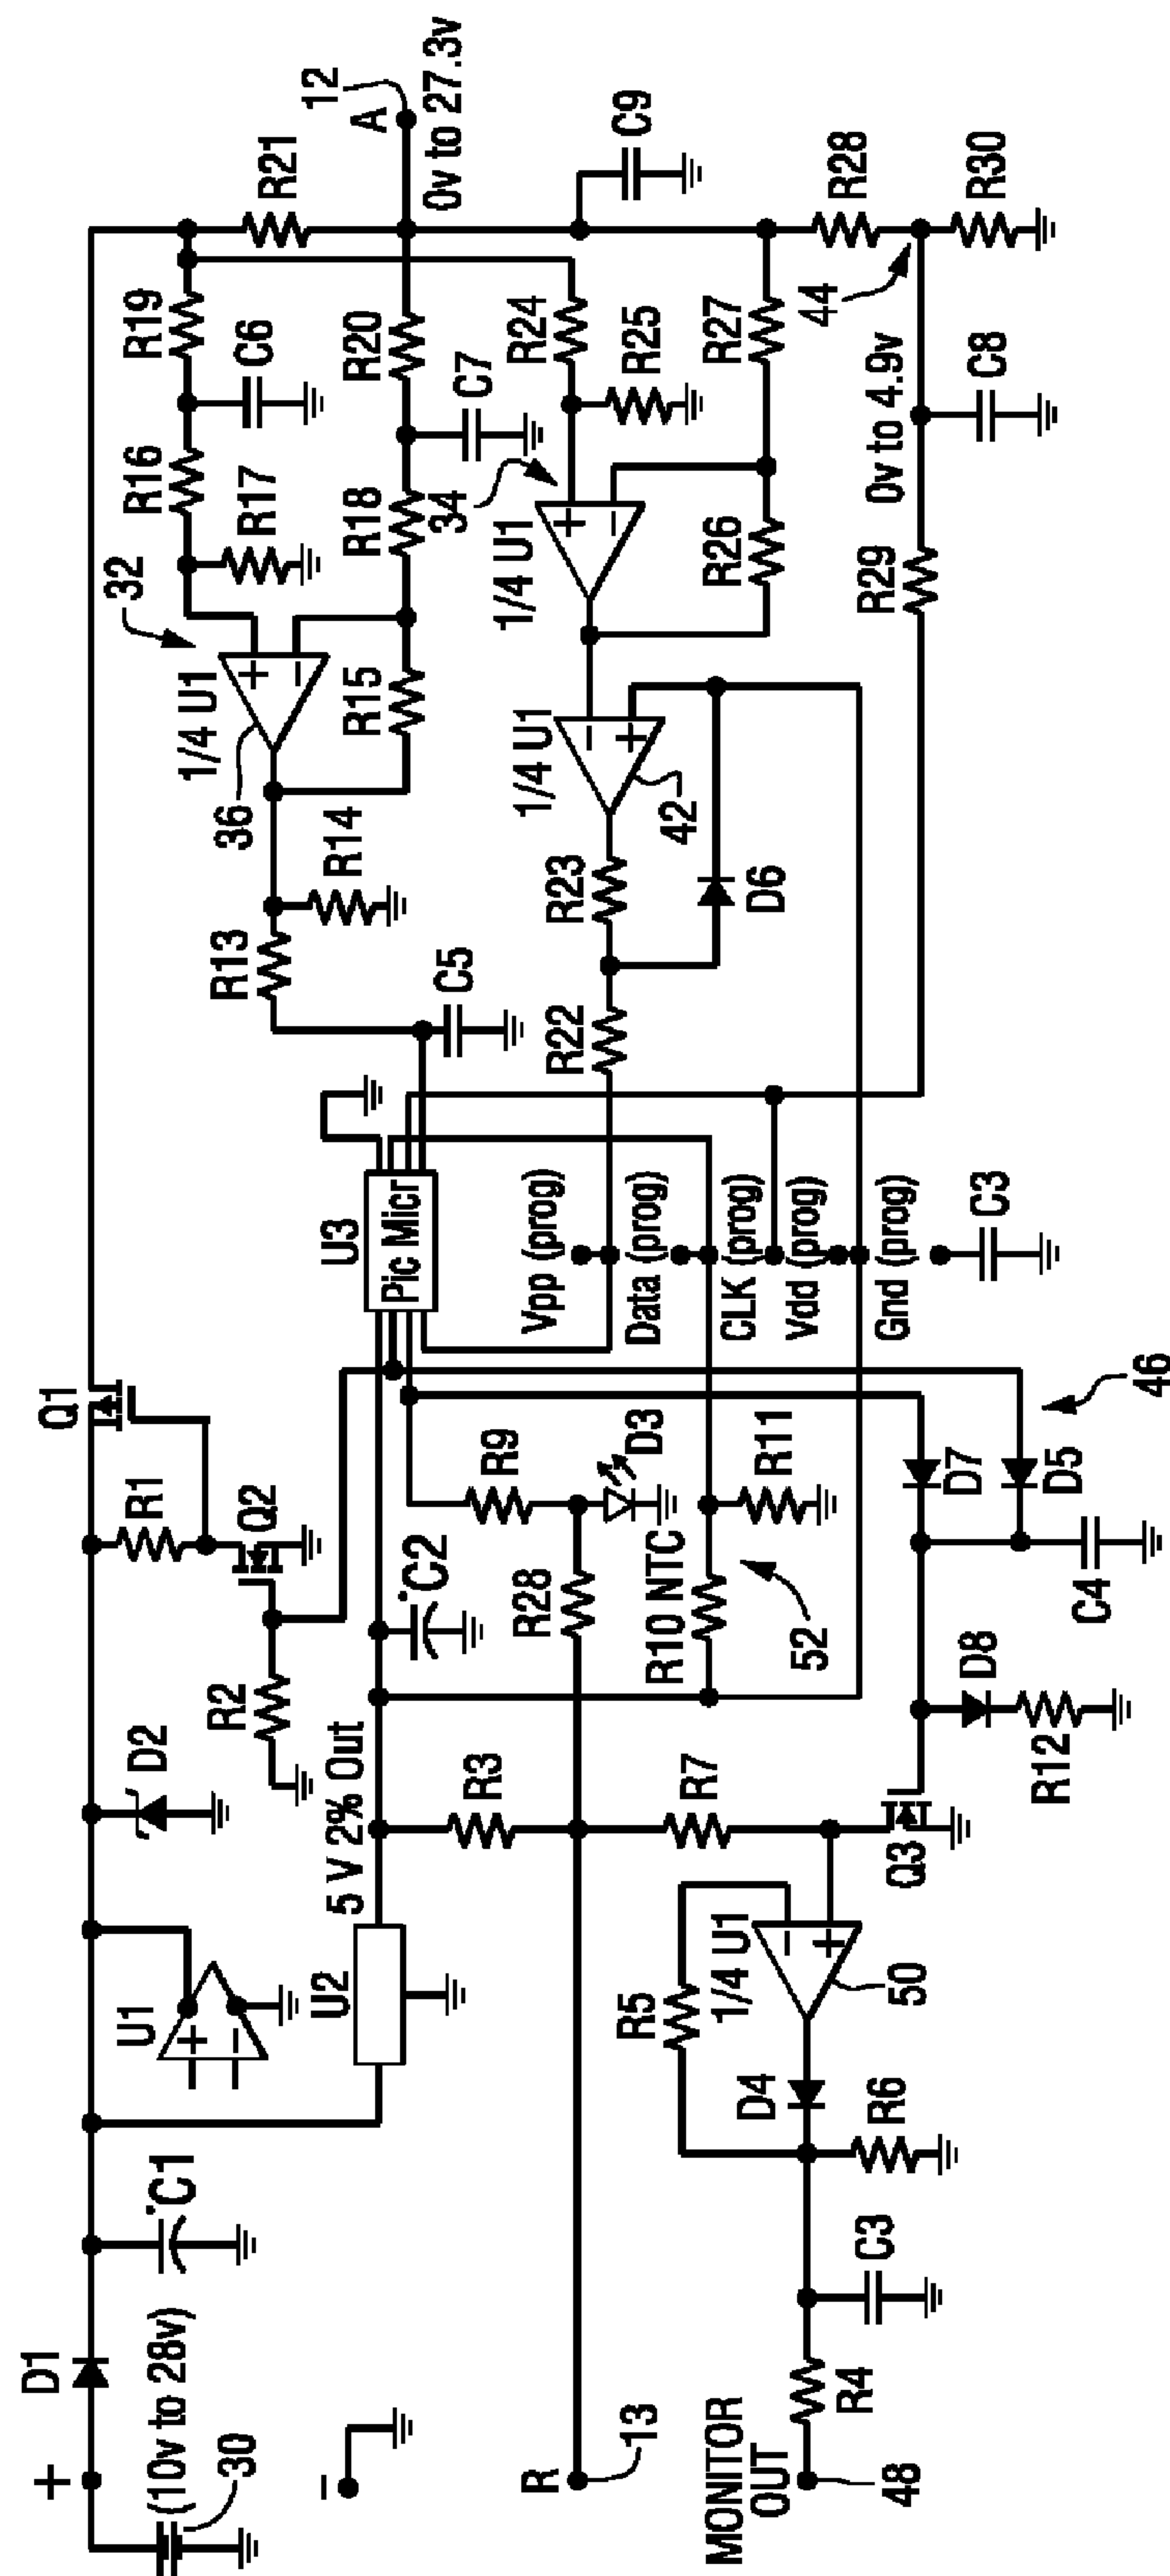 +
D1
(10v to 28v)
30
−
C1
U1
+
−
U2
5 V 2% Out
D2
R1
R2
Q2
Q1
C2
R3
R
13
R28
R9
D3
R10 NTC
R11
52
R7
MONITOR
OUT
48
R4
C3
R6
D4
R5
1/4 U1
−
+
50
Q3
D8
R12
C4
D7
D5
46
U3
Pic Micr
Vpp (prog)
Data (prog)
CLK (prog)
Vdd (prog)
Gnd (prog)
C3
R13
R14
C5
36
1/4 U1
+
−
32
R15
R16
R17
R18
R19
C6
R20
C7
R21
A
12
0v to 27.3v
C9
R22
R23
D6
1/4 U1
−
+
42
34
1/4 U1
+
−
R24
R25
R26
R27
R28
R30
44
R29
0v to 4.9v
C8